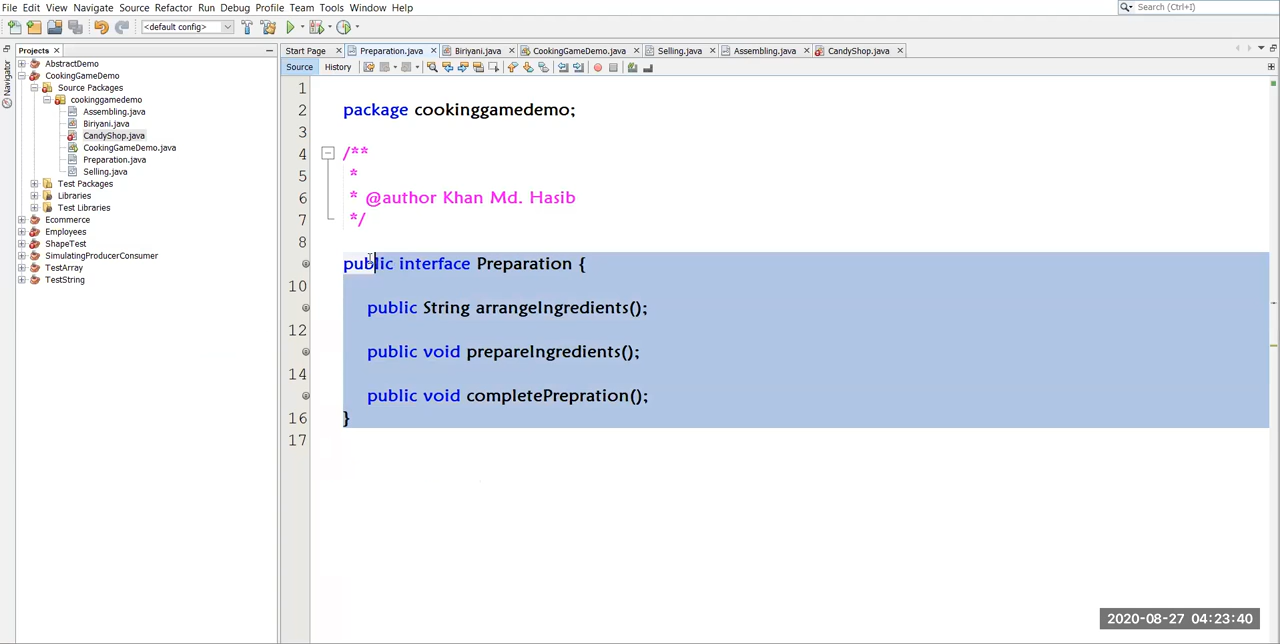 File Edit View Navigate Source Refactor Run Debug Profile Team Tools Window Help
Search (Ctrl+I)
<default config>
Projects
Start Page Preparation.java Biriyani.java CookingGameDemo.java Selling.java Assembling.java CandyShop.java
Source History
Navigator
AbstractDemo
CookingGameDemo
Source Packages
cookinggamedemo
Assembling.java
Biriyani.java
CandyShop.java
CookingGameDemo.java
Preparation.java
Selling.java
Test Packages
Libraries
Test Libraries
Ecommerce
Employees
ShapeTest
SimulatingProducerConsumer
TestArray
TestString
1
2 package cookinggamedemo;
3
4 /**
5 *
6 * @author Khan Md. Hasib
7 */
8
public interface Preparation {
10
public String arrangeIngredients();
12
public void prepareIngredients();
14
public void completePrepration();
16 }
17
2020-08-27 04:23:40